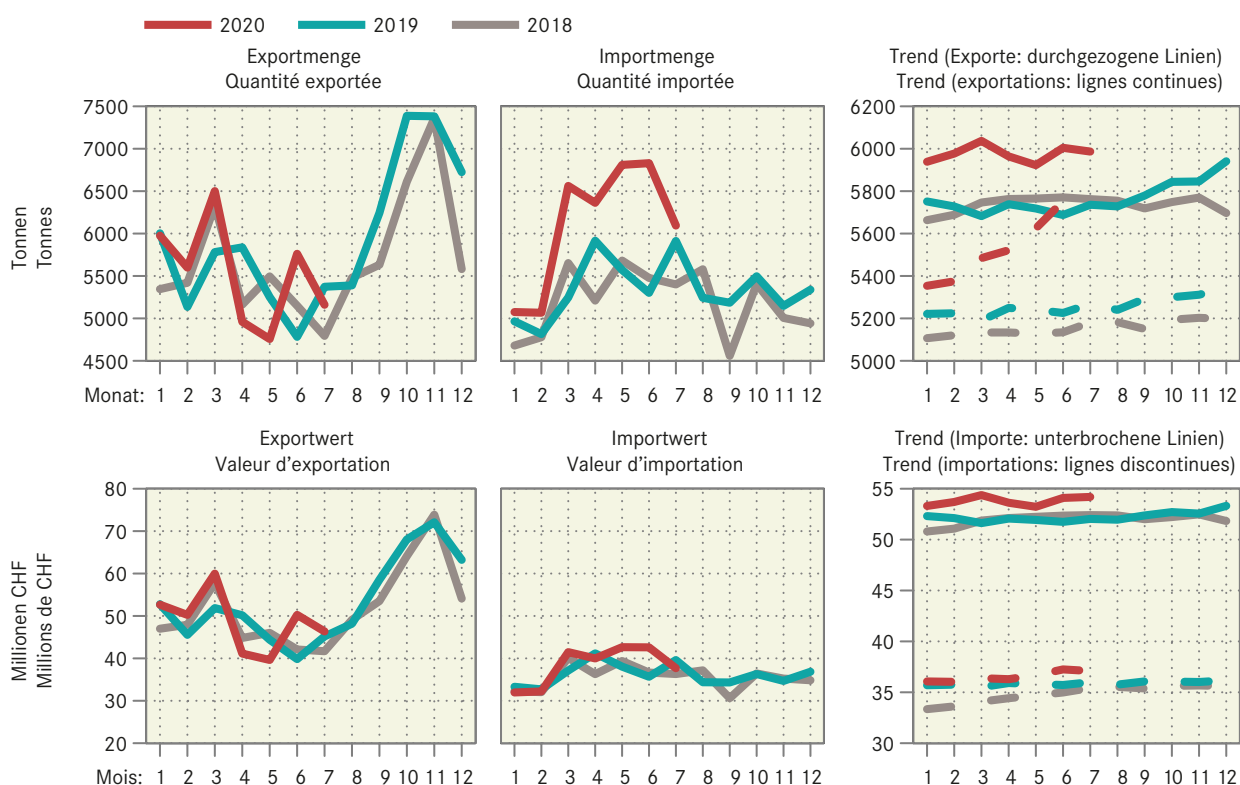 2020 2019 2018
Exportmenge
Quantité exportée
Importmenge
Quantité importée
Trend (Exporte: durchgezogene Linien)
Trend (exportations: lignes continues)
Tonnen
Tonnes
7500
7000
6500
6000
5500
5000
4500
6200
6000
5800
5600
5400
5200
5000
Monat: 1 2 3 4 5 6 7 8 9 10 11 12
1 2 3 4 5 6 7 8 9 10 11 12
1 2 3 4 5 6 7 8 9 10 11 12
Exportwert
Valeur d'exportation
Importwert
Valeur d'importation
Trend (Importe: unterbrochene Linien)
Trend (importations: lignes discontinues)
Millionen CHF
Millions de CHF
80
70
60
50
40
30
20
55
50
45
40
35
30
Mois: 1 2 3 4 5 6 7 8 9 10 11 12
1 2 3 4 5 6 7 8 9 10 11 12
1 2 3 4 5 6 7 8 9 10 11 12